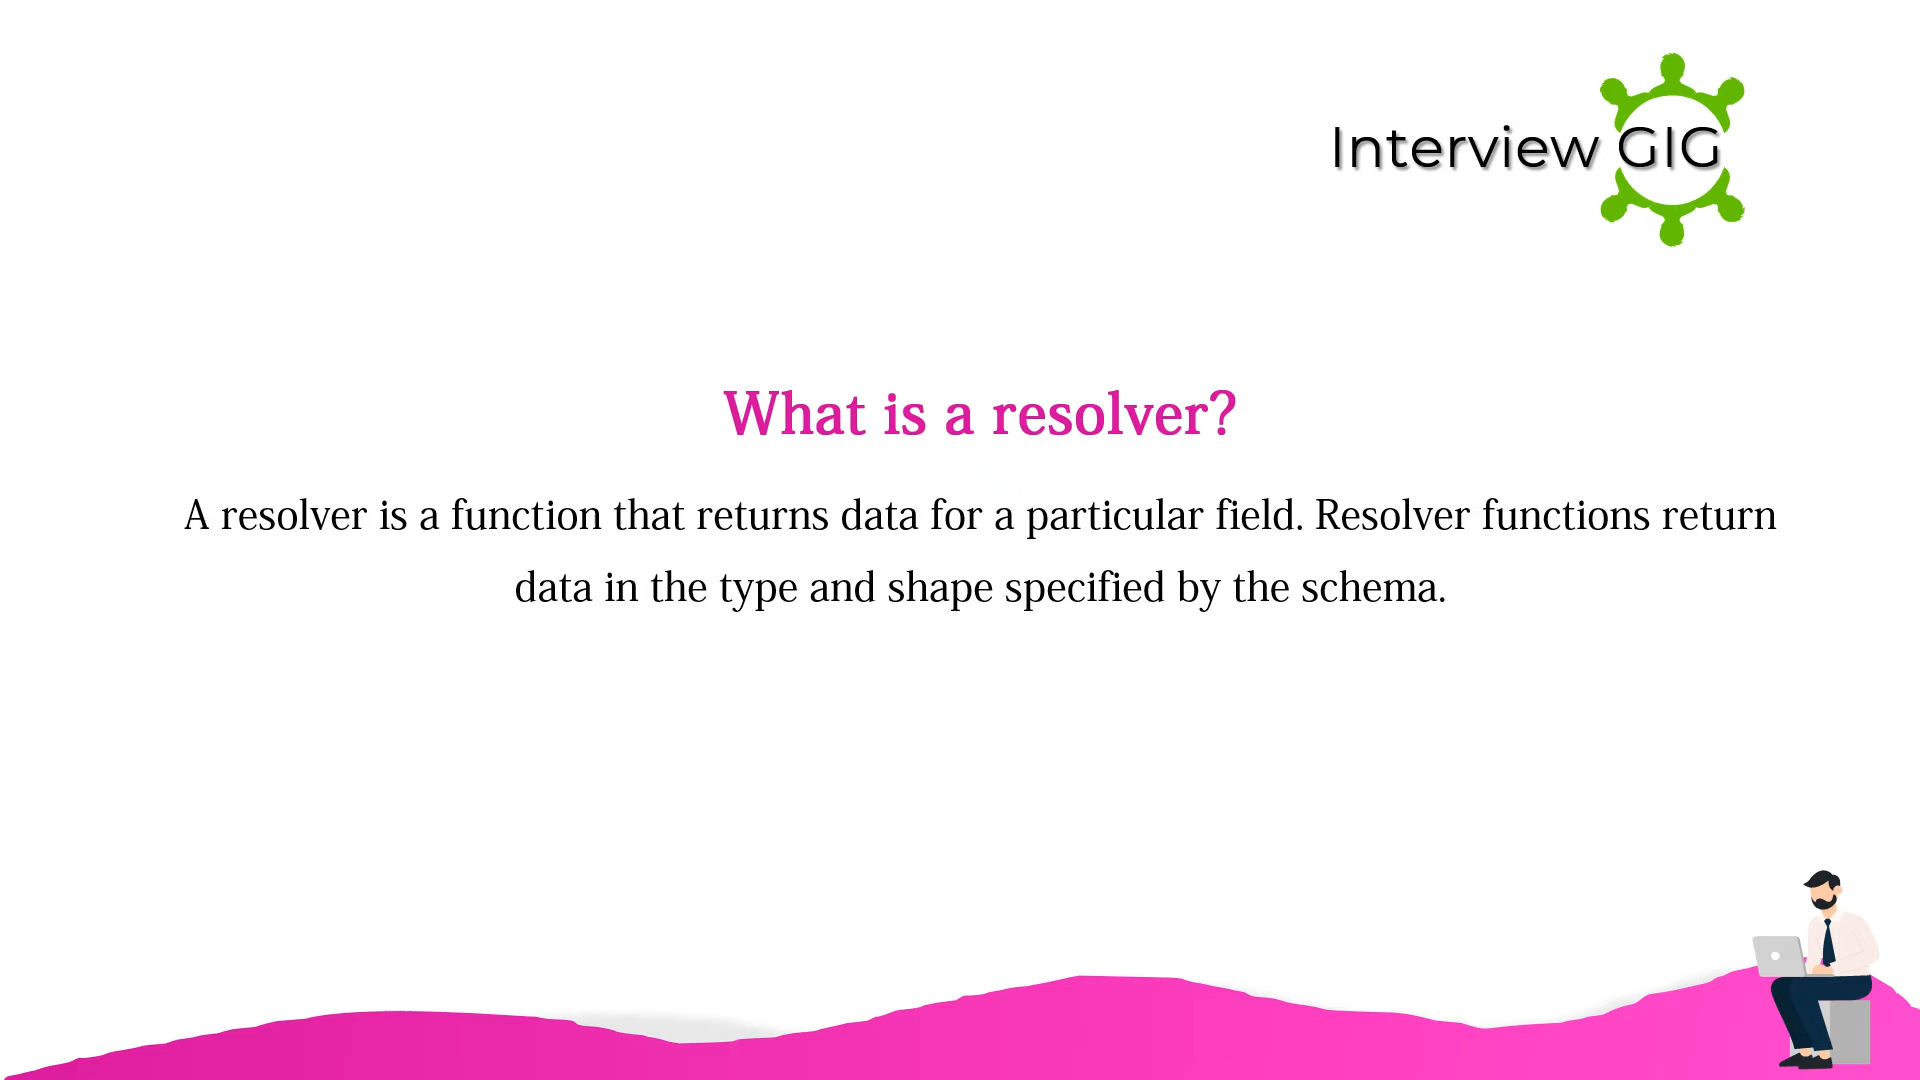 Interview GIG
What is a resolver?
A resolver is a function that returns data for a particular field. Resolver functions return
data in the type and shape specified by the schema.